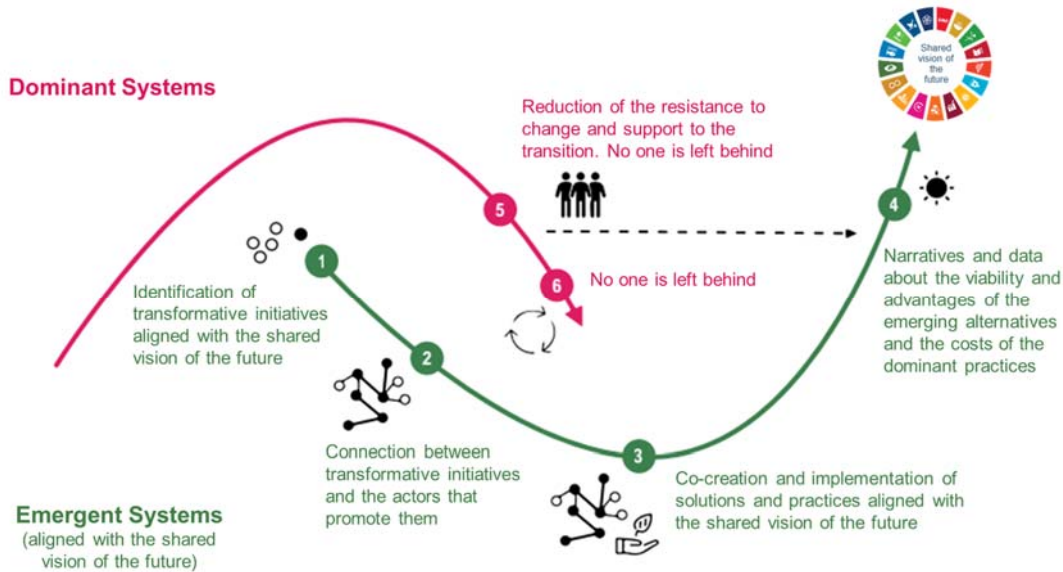 Shared
vision of
the
future
Dominant Systems
Reduction of the resistance to
change and support to the
transition. No one is left behind
5
4
1
6
No one is left behind
Narratives and data
about the viability and
advantages of the
emerging alternatives
and the costs of the
dominant practices
Identification of
transformative initiatives
aligned with the shared
vision of the future
2
Connection between
transformative initiatives
and the actors that
promote them
3
Co-creation and implementation of
solutions and practices aligned with
the shared vision of the future
Emergent Systems
(aligned with the shared
vision of the future)